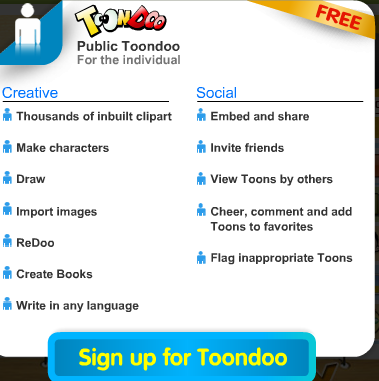 TOONDOO
FREE
Public Toondoo
For the individual
Creative
Thousands of inbuilt clipart
Make characters
Draw
Import images
ReDoo
Create Books
Write in any language
Social
Embed and share
Invite friends
View Toons by others
Cheer, comment and add
Toons to favorites
Flag inappropriate Toons
Sign up for Toondoo